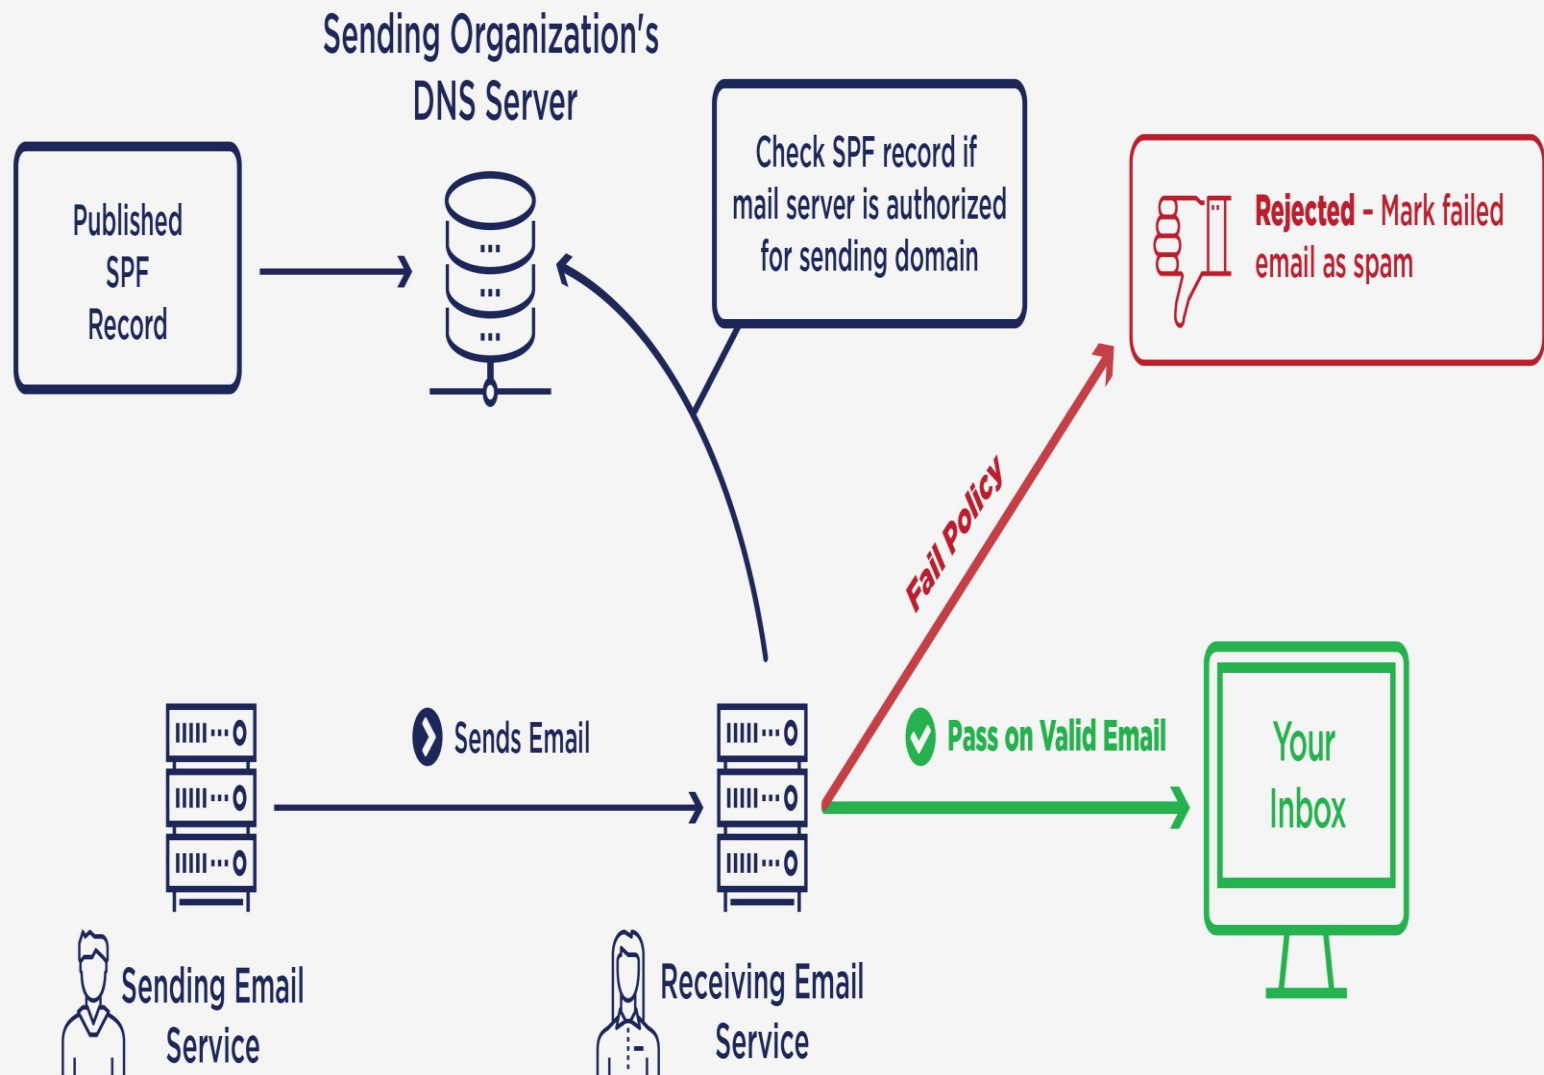 Sending Organization's
DNS Server
Published
SPF
Record
Check SPF record if
mail server is authorized
for sending domain
Rejected – Mark failed
email as spam
Fail Policy
Sends Email
Pass on Valid Email
Your
Inbox
Sending Email
Service
Receiving Email
Service